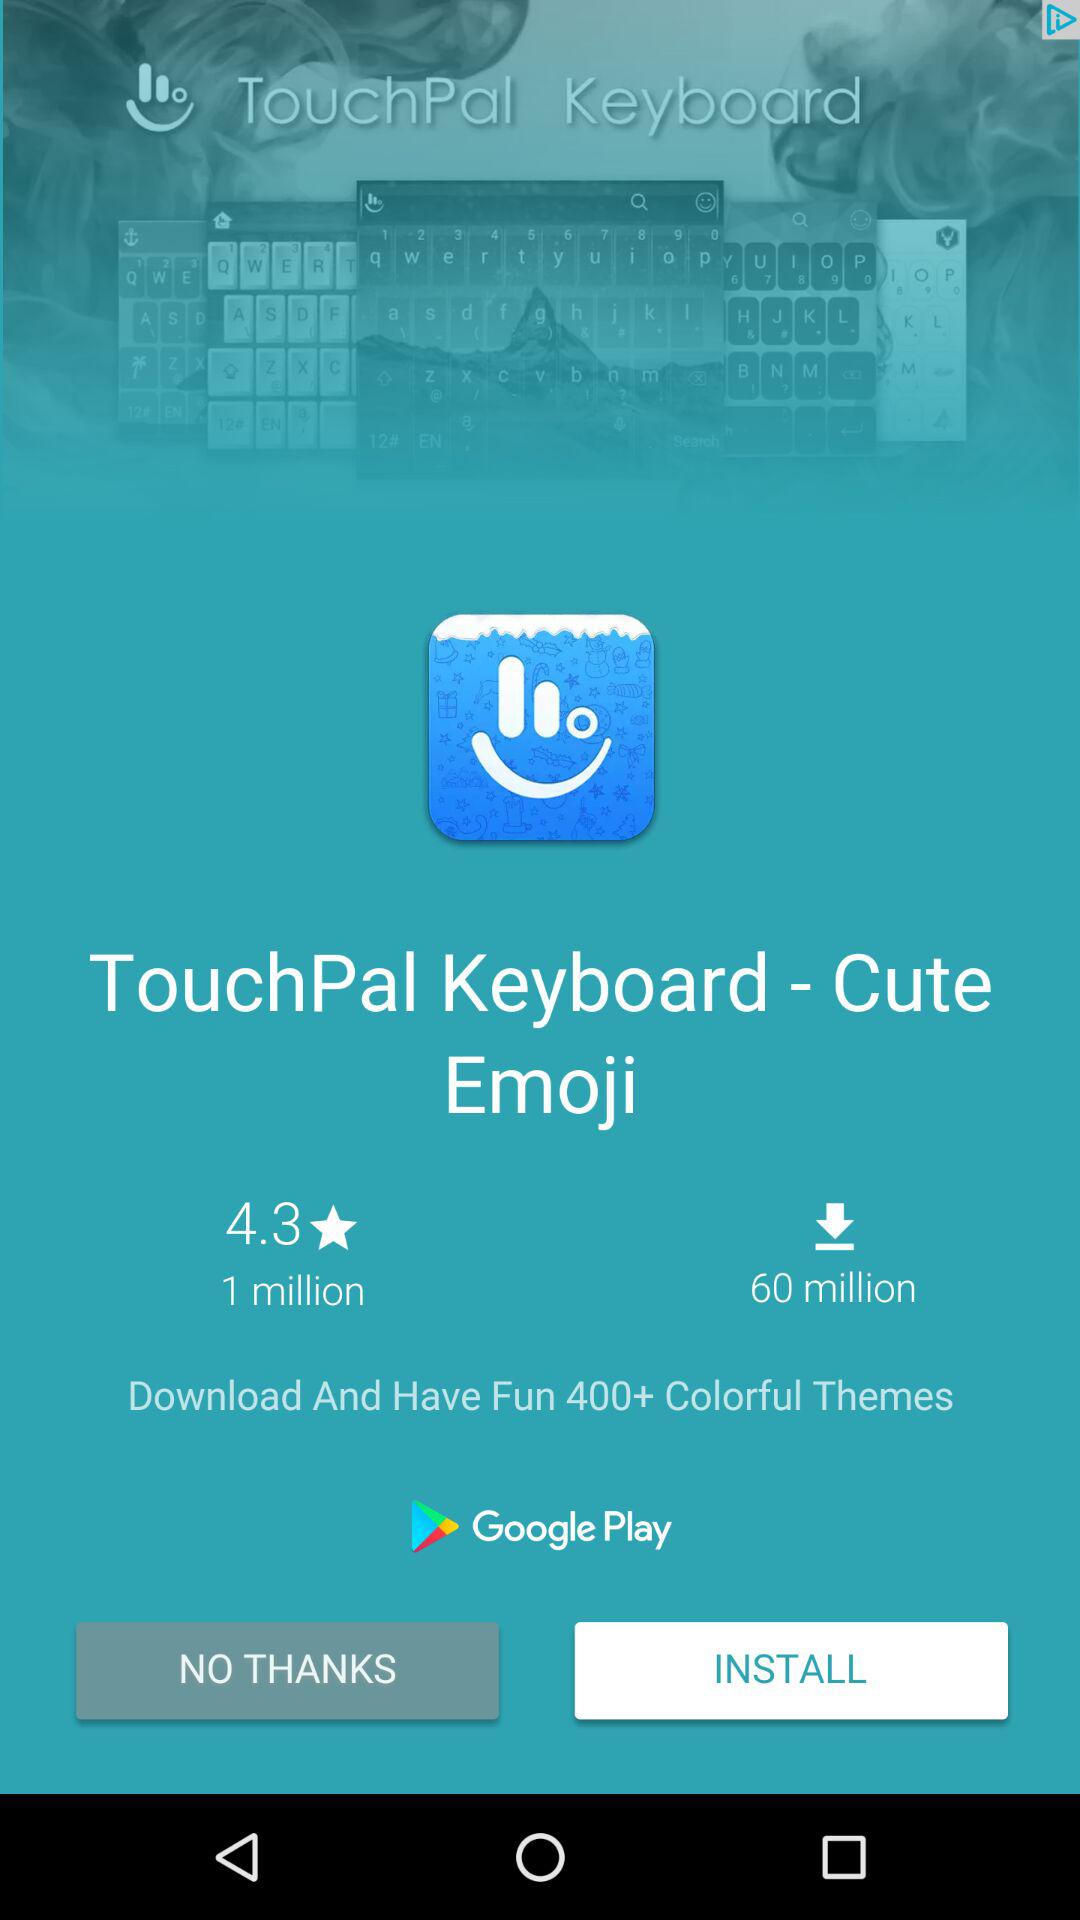 TouchPal Keyboard
TouchPal Keyboard - Cute
Emoji
4.3
1 million
60 million
Download And Have Fun 400+ Colorful Themes
Google Play
NO THANKS
INSTALL